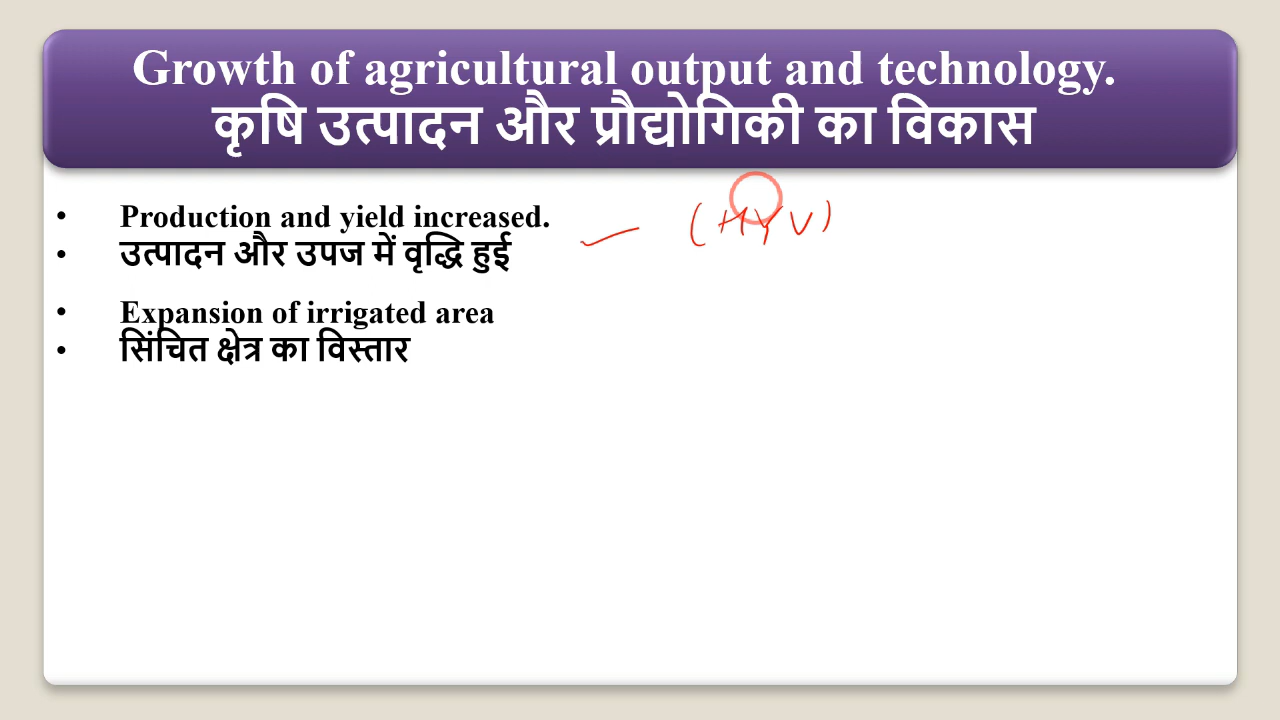 Growth of agricultural output and technology.
कृषि उत्पादन और प्रौद्योगिकी का विकास
• Production and yield increased.
(HYV)
• उत्पादन और उपज में वृद्धि हुई
• Expansion of irrigated area
• सिंचित क्षेत्र का विस्तार